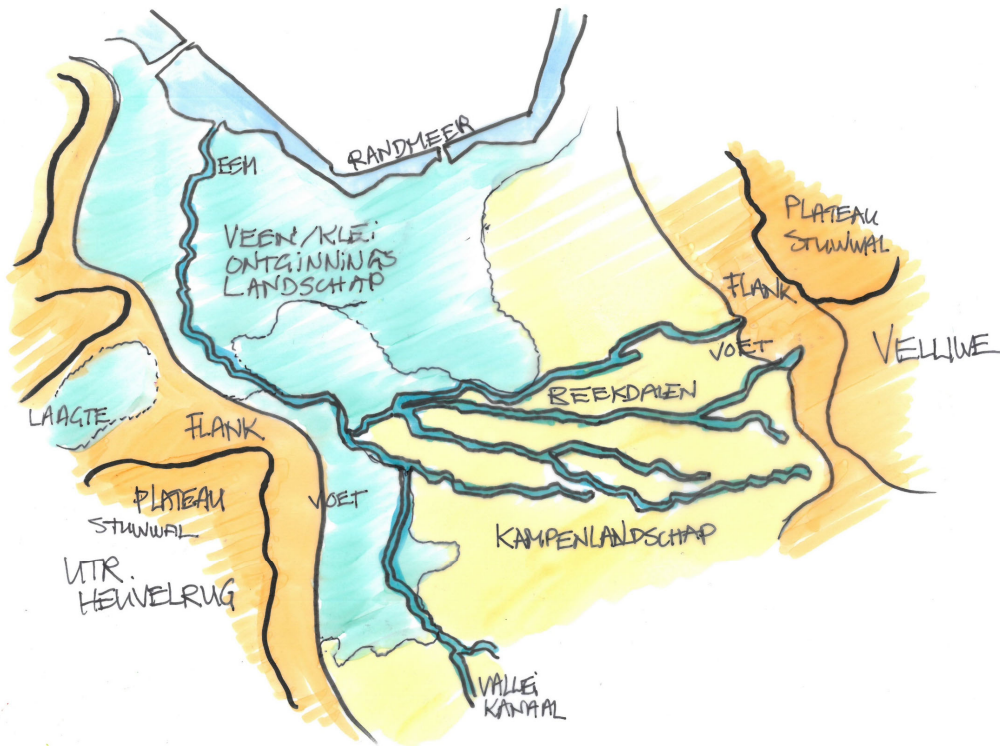 RANDMEER
EEM
VEEN/KLEI
ONTGINNINGS
LANDSCHAP
PLATEAU
STUWWAL
FLANK
VOET
VELUWE
BEEKDALEN
LAAGTE
FLANK
PLATEAU
STUWWAL
VOET
KAMPENLANDSCHAP
UTR.
HEUVELRUG
VALLEI
KANAAL